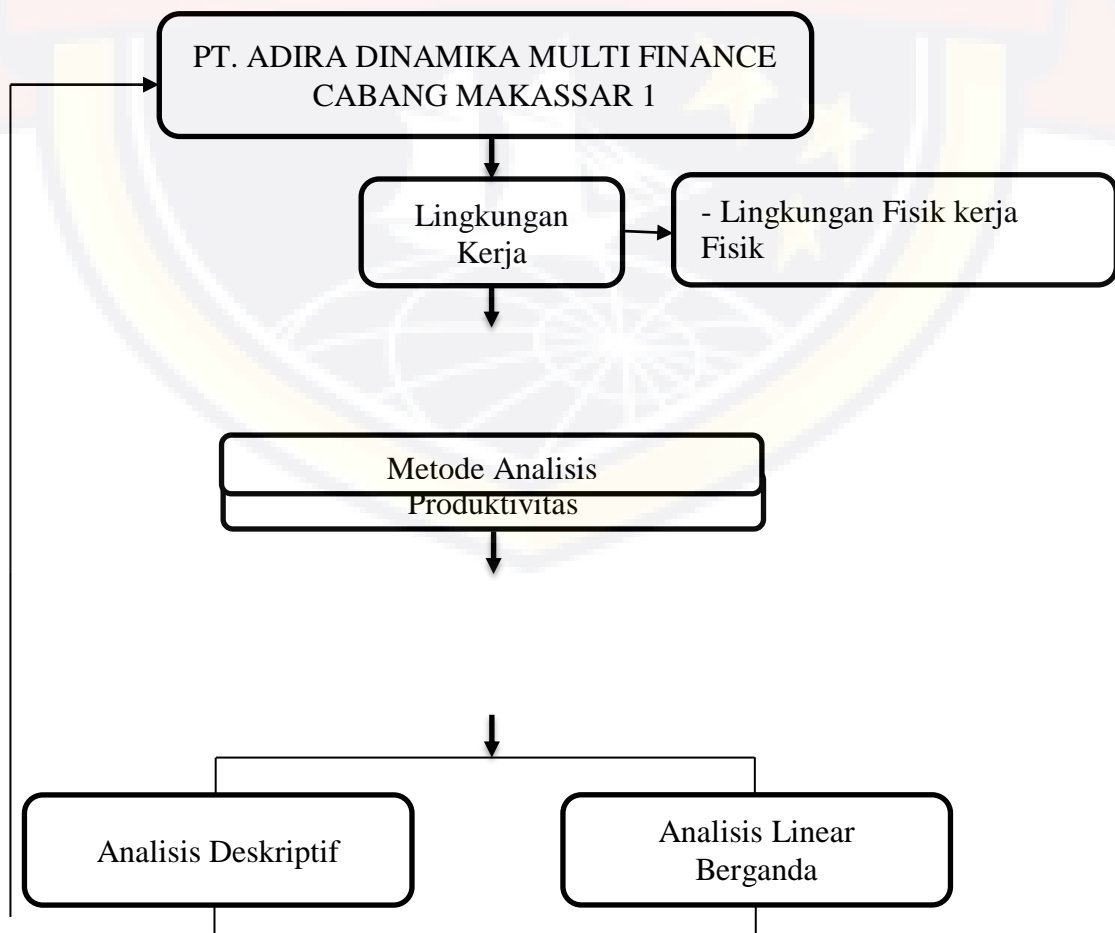 PT. ADIRA DINAMIKA MULTI FINANCE
CABANG MAKASSAR 1
Lingkungan
Kerja
- Lingkungan Fisik kerja
Fisik
Metode Analisis
Produktivitas
Analisis Deskriptif
Analisis Linear
Berganda